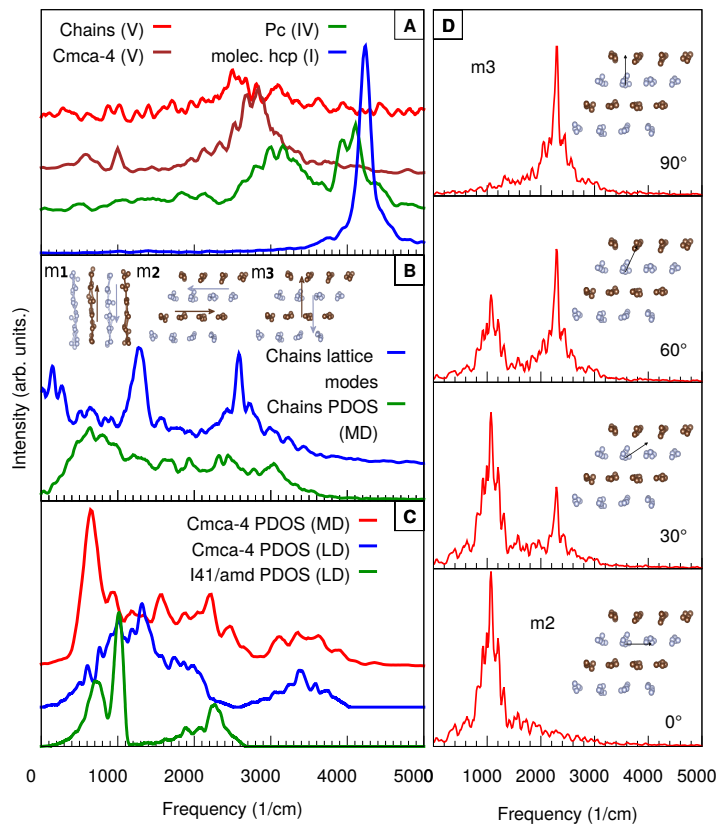 Chains (V)
Cmca-4 (V)
Pc (IV)
molec. hcp (I)
A
m1
m2
m3
B
Chains lattice
modes
Chains PDOS
(MD)
C
Cmca-4 PDOS (MD)
Cmca-4 PDOS (LD)
I41/amd PDOS (LD)
Intensity (arb. units.)
0 1000 2000 3000 4000 5000
Frequency (1/cm)
D
m3
90°
60°
30°
m2
0°
0 1000 2000 3000 4000 5000
Frequency (1/cm)